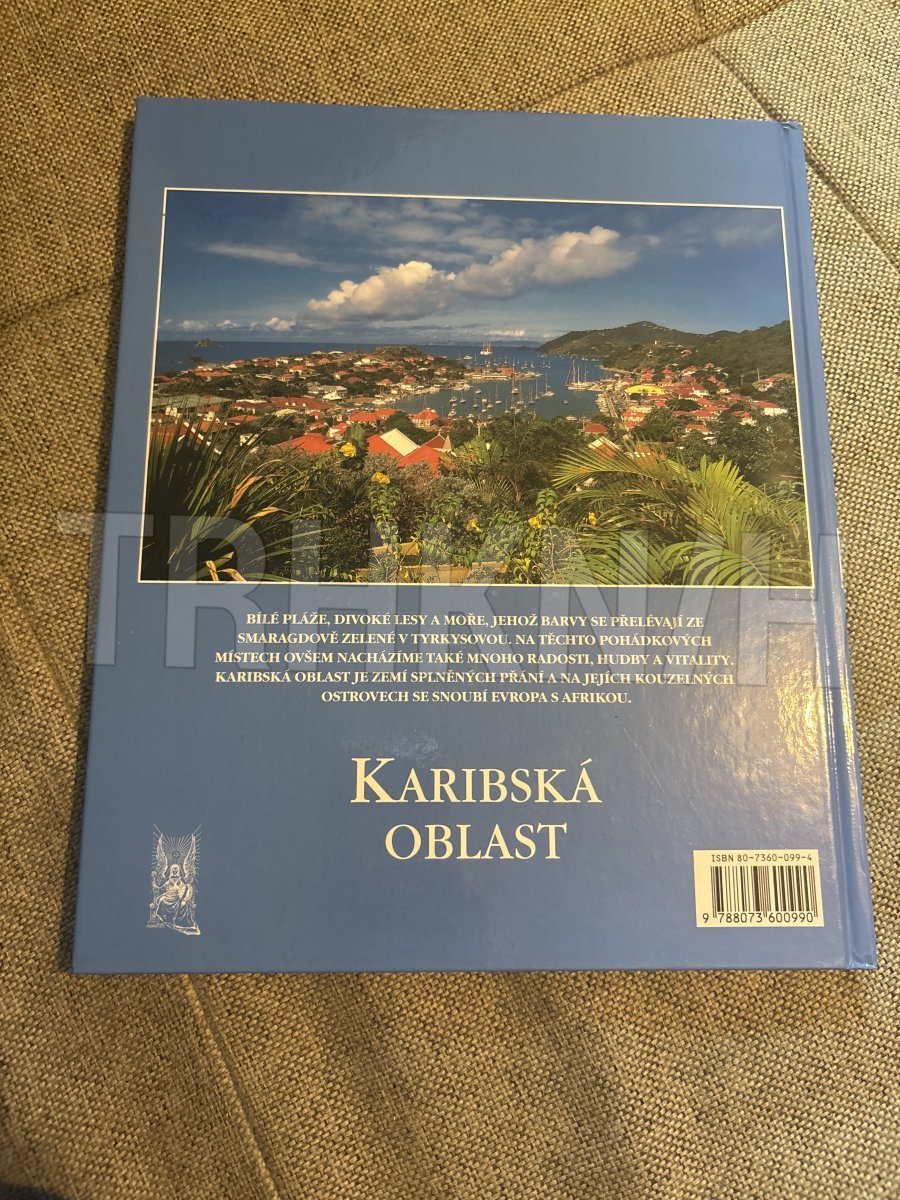 BÍLÉ PLÁŽE, DIVOKÉ LESY A MOŘE, JEHOŽ BARVY SE PŘELÉVAJÍ ZE
SMARAGDOVĚ ZELENÉ V TYRKYSOVOU. NA TĚCHTO POHÁDKOVÝCH
MÍSTECH OVŠEM NACHÁZÍME TAKÉ MNOHO RADOSTI, HUDBY A VITALITY.
KARIBSKÁ OBLAST JE ZEMÍ SPLNĚNÝCH PŘÁNÍ A NA JEJÍCH KOUZELNÝCH
OSTROVECH SE SNOUBÍ EVROPA S AFRIKOU.
KARIBSKÁ
OBLAST
ISBN 80-7360-099-4
9 788073 600990